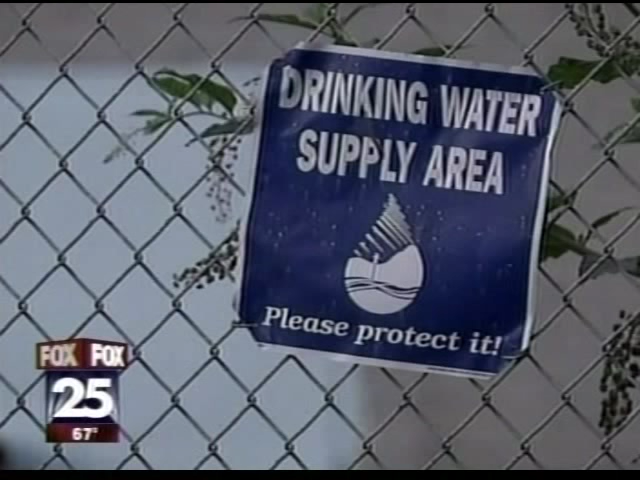 DRINKING WATER
SUPPLY AREA
Please protect it!
FOX FOX
25
67°